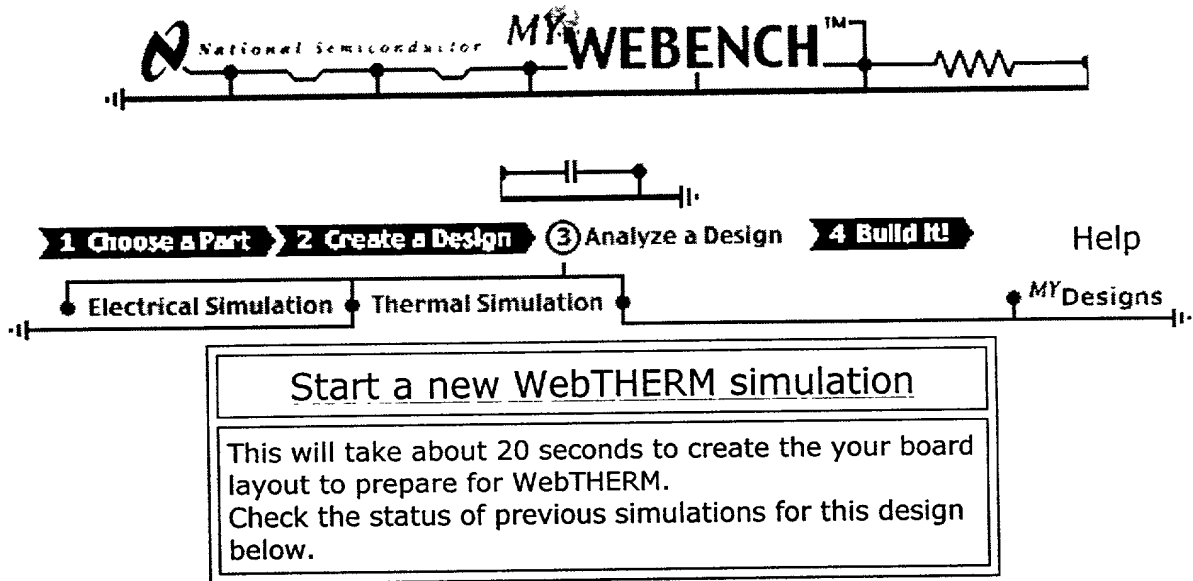 National Semiconductor MY WEBENCH™
1 Choose a Part 2 Create a Design 3 Analyze a Design 4 Build It! Help
Electrical Simulation Thermal Simulation MY Designs
Start a new WebTHERM simulation
This will take about 20 seconds to create the your board
layout to prepare for WebTHERM.
Check the status of previous simulations for this design
below.